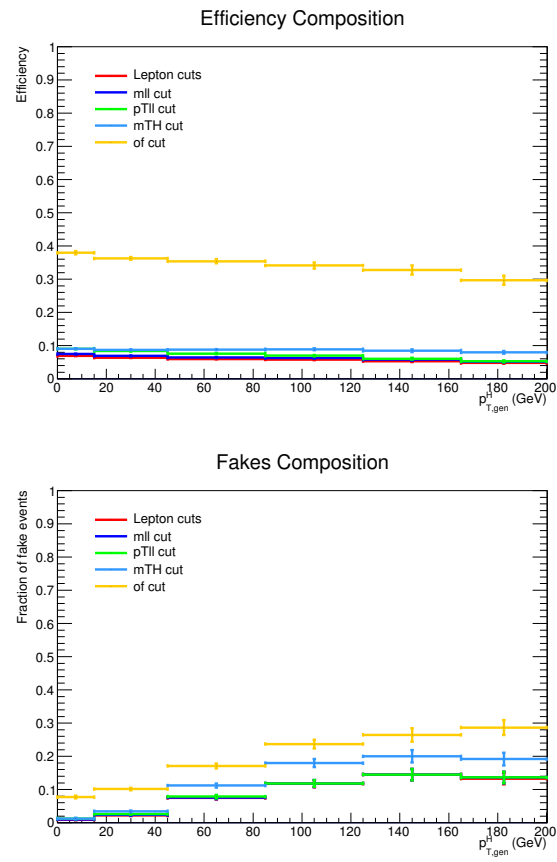 Efficiency Composition
Efficiency
1
0.9
0.8
0.7
0.6
0.5
0.4
0.3
0.2
0.1
0
Lepton cuts
mll cut
pTll cut
mTH cut
of cut
0 20 40 60 80 100 120 140 160 180 200
p^H_{T,gen} (GeV)
Fakes Composition
Fraction of fake events
1
0.9
0.8
0.7
0.6
0.5
0.4
0.3
0.2
0.1
0
Lepton cuts
mll cut
pTll cut
mTH cut
of cut
0 20 40 60 80 100 120 140 160 180 200
p^H_{T,gen} (GeV)